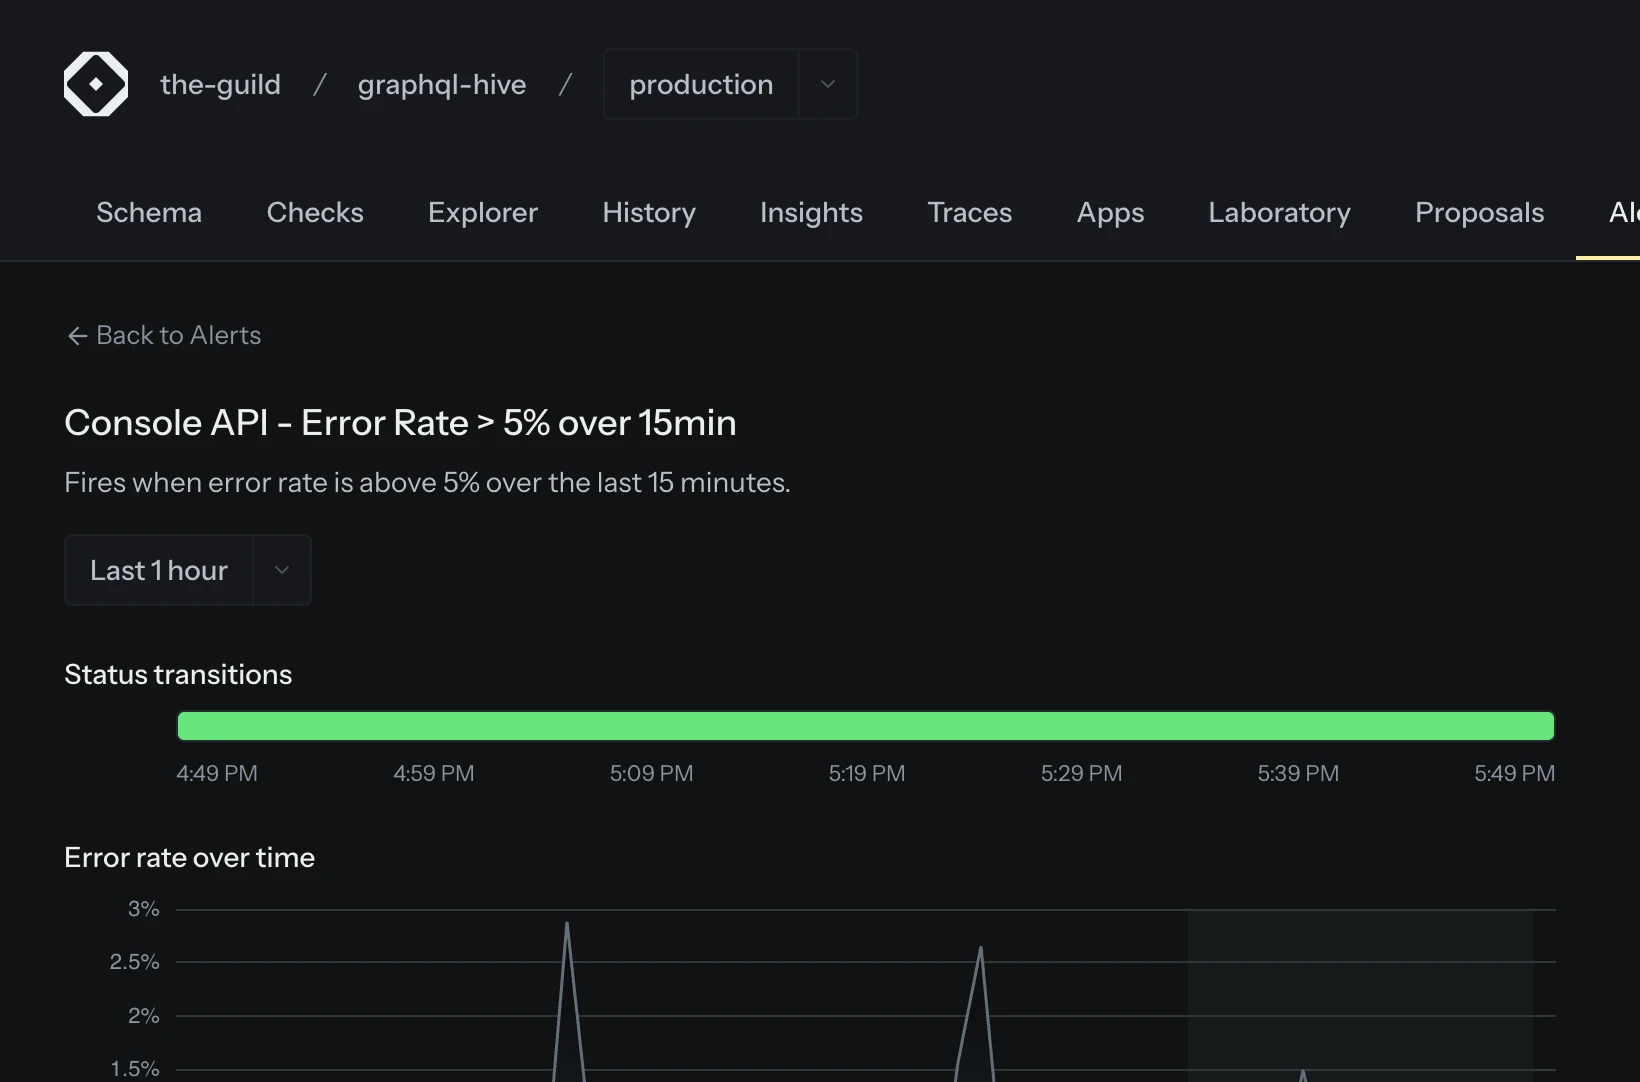 the-guild / graphql-hive / production
Schema Checks Explorer History Insights Traces Apps Laboratory Proposals
← Back to Alerts
Console API - Error Rate > 5% over 15min
Fires when error rate is above 5% over the last 15 minutes.
Last 1 hour
Status transitions
4:49 PM 4:59 PM 5:09 PM 5:19 PM 5:29 PM 5:39 PM 5:49 PM
Error rate over time
3%
2.5%
2%
1.5%